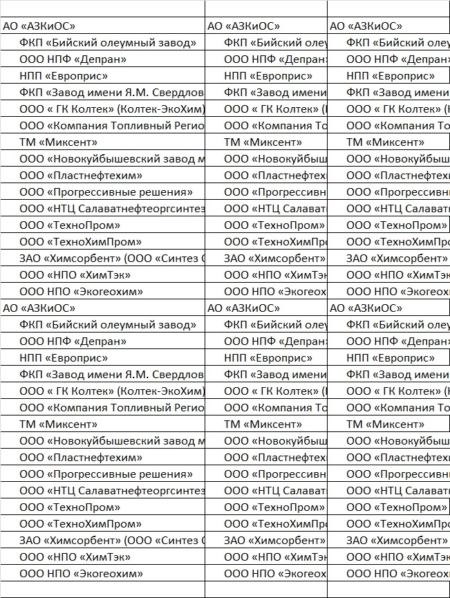 АО «АЗКиОС» АО «АЗКиОС» АО «АЗКиОС»
ФКП «Бийский олеумный завод» ФКП «Бийский олеу ФКП «Бийский олеу
ООО НПФ «Депран» ООО НПФ «Депран» ООО НПФ «Депран»
НПП «Европрис» НПП «Европрис» НПП «Европрис»
ФКП «Завод имени Я.М. Свердлов ФКП «Завод имени ФКП «Завод имени
ООО « ГК Колтек» (Колтек-ЭкоХим) ООО « ГК Колтек» (К ООО « ГК Колтек» (К
ООО «Компания Топливный Регио ООО «Компания То ООО «Компания То
ТМ «Миксент» ТМ «Миксент» ТМ «Миксент»
ООО «Новокуйбышевский завод м ООО «Новокуйбыш ООО «Новокуйбыш
ООО «Пластнефтехим» ООО «Пластнефтех ООО «Пластнефтех
ООО «Прогрессивные решения» ООО «Прогрессивн ООО «Прогрессивн
ООО «НТЦ Салаватнефтеоргсинтез ООО «НТЦ Салават ООО «НТЦ Салават
ООО «ТехноПром» ООО «ТехноПром» ООО «ТехноПром»
ООО «ТехноХимПром» ООО «ТехноХимПр ООО «ТехноХимПр
ЗАО «Химсорбент» (ООО «Синтез О ЗАО «Химсорбент» ЗАО «Химсорбент»
ООО «НПО «ХимТэк» ООО «НПО «ХимТэк ООО «НПО «ХимТэк
ООО НПО «Экогеохим» ООО НПО «Экогеох ООО НПО «Экогеох
АО «АЗКиОС» АО «АЗКиОС» АО «АЗКиОС»
ФКП «Бийский олеумный завод» ФКП «Бийский олеу ФКП «Бийский олеу
ООО НПФ «Депран» ООО НПФ «Депран» ООО НПФ «Депран»
НПП «Европрис» НПП «Европрис» НПП «Европрис»
ФКП «Завод имени Я.М. Свердлов ФКП «Завод имени ФКП «Завод имени
ООО « ГК Колтек» (Колтек-ЭкоХим) ООО « ГК Колтек» (К ООО « ГК Колтек» (К
ООО «Компания Топливный Регио ООО «Компания То ООО «Компания То
ТМ «Миксент» ТМ «Миксент» ТМ «Миксент»
ООО «Новокуйбышевский завод м ООО «Новокуйбыш ООО «Новокуйбыш
ООО «Пластнефтехим» ООО «Пластнефтех ООО «Пластнефтех
ООО «Прогрессивные решения» ООО «Прогрессивн ООО «Прогрессивн
ООО «НТЦ Салаватнефтеоргсинтез ООО «НТЦ Салават ООО «НТЦ Салават
ООО «ТехноПром» ООО «ТехноПром» ООО «ТехноПром»
ООО «ТехноХимПром» ООО «ТехноХимПр ООО «ТехноХимПр
ЗАО «Химсорбент» (ООО «Синтез О ЗАО «Химсорбент» ЗАО «Химсорбент»
ООО «НПО «ХимТэк» ООО «НПО «ХимТэк ООО «НПО «ХимТэк
ООО НПО «Экогеохим» ООО НПО «Экогеох ООО НПО «Экогеох